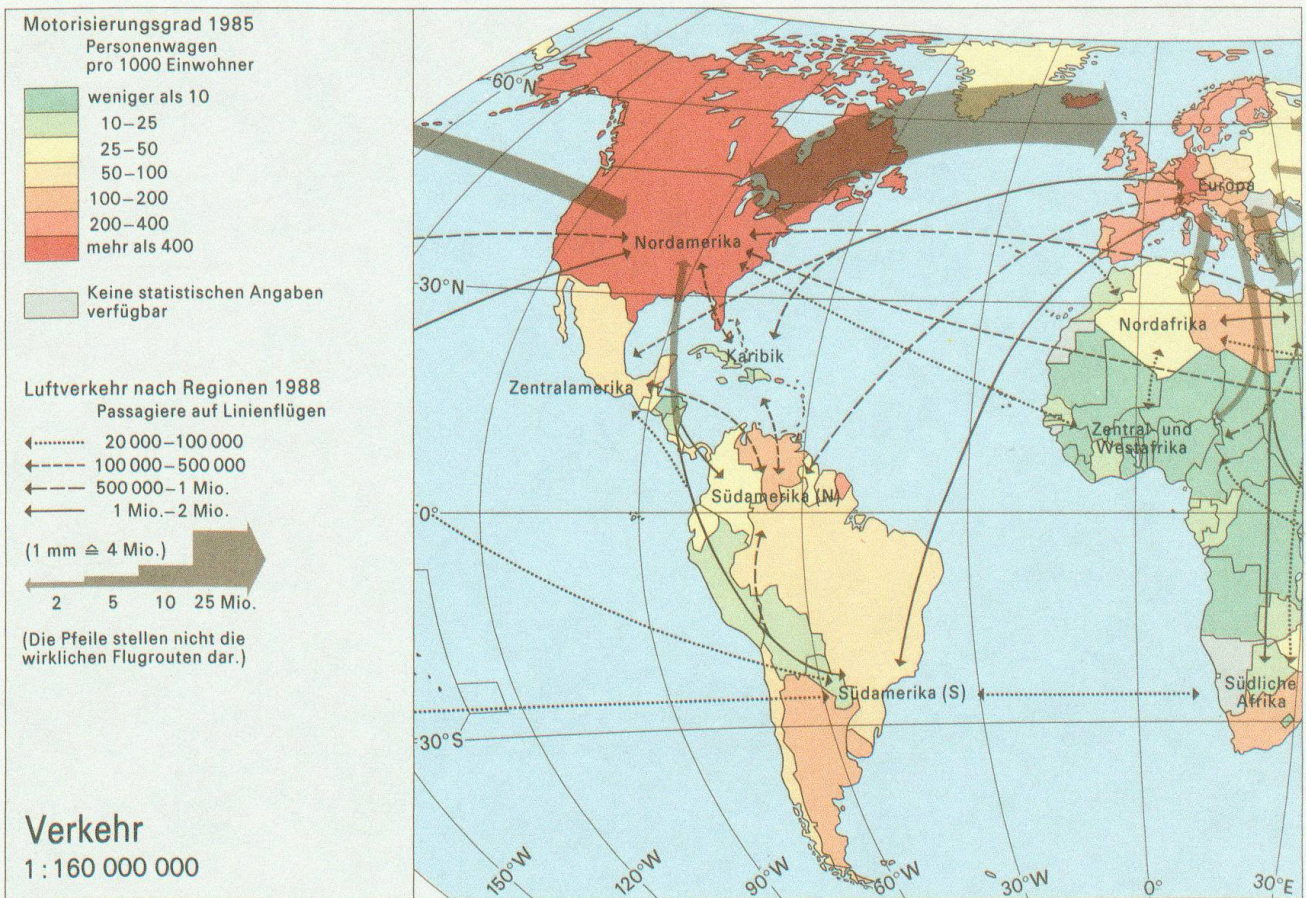 Motorisierungsgrad 1985
Personenwagen
pro 1000 Einwohner
weniger als 10
10–25
25–50
50–100
100–200
200–400
mehr als 400
Keine statistischen Angaben
verfügbar
Luftverkehr nach Regionen 1988
Passagiere auf Linienflügen
20 000–100 000
100 000–500 000
500 000–1 Mio.
1 Mio.–2 Mio.
(1 mm ≙ 4 Mio.)
2 5 10 25 Mio.
(Die Pfeile stellen nicht die
wirklichen Flugrouten dar.)
Verkehr
1 : 160 000 000
60°N
Europa
Nordamerika
30°N
Nordafrika
Karibik
Zentralamerika
Zentral- und
Westafrika
Südamerika (N)
0°
Südliche
Afrika
Südamerika (S)
30°S
150°W
120°W
90°W
60°W
30°W
0°
30°E